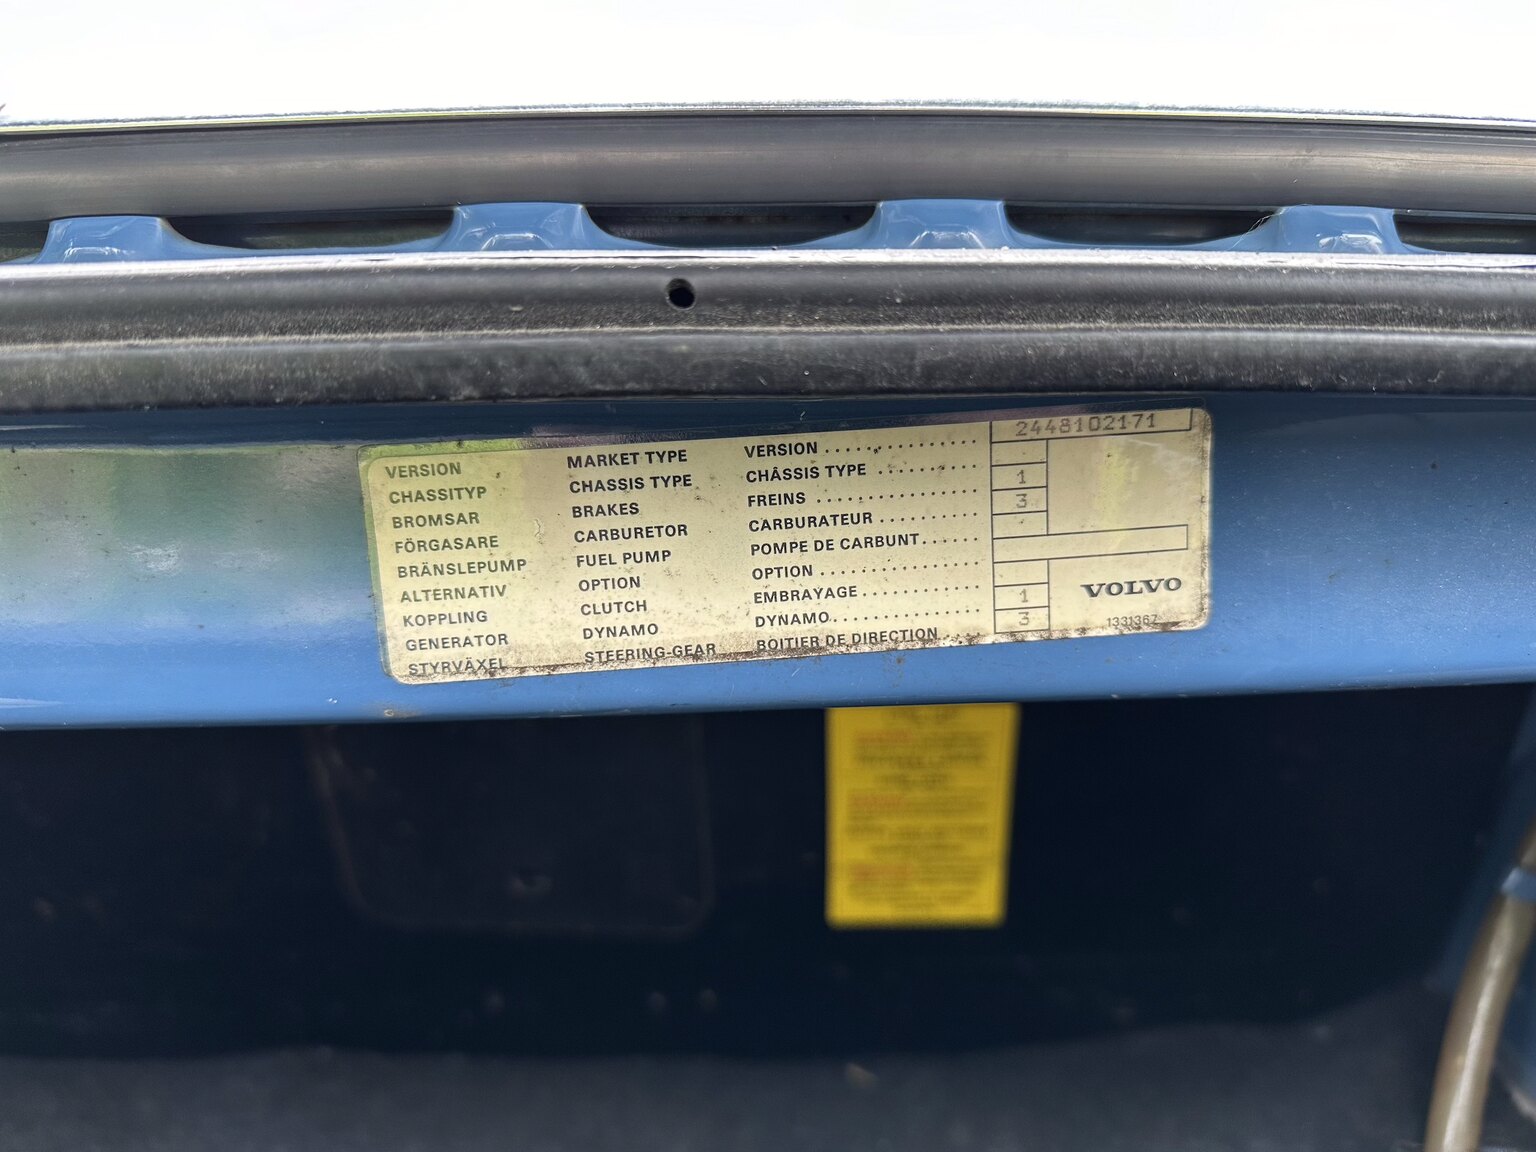 VERSION MARKET TYPE VERSION 2448102171
CHASSITYP CHASSIS TYPE CHÂSSIS TYPE
BROMSAR BRAKES FREINS 1
FÖRGASARE CARBURETOR CARBURATEUR 3
BRÄNSLEPUMP FUEL PUMP POMPE DE CARBUNT
ALTERNATIV OPTION OPTION
KOPPLING CLUTCH EMBRAYAGE
GENERATOR DYNAMO DYNAMO 1
STYRVÄXEL STEERING-GEAR BOITIER DE DIRECTION 3
VOLVO
1331367